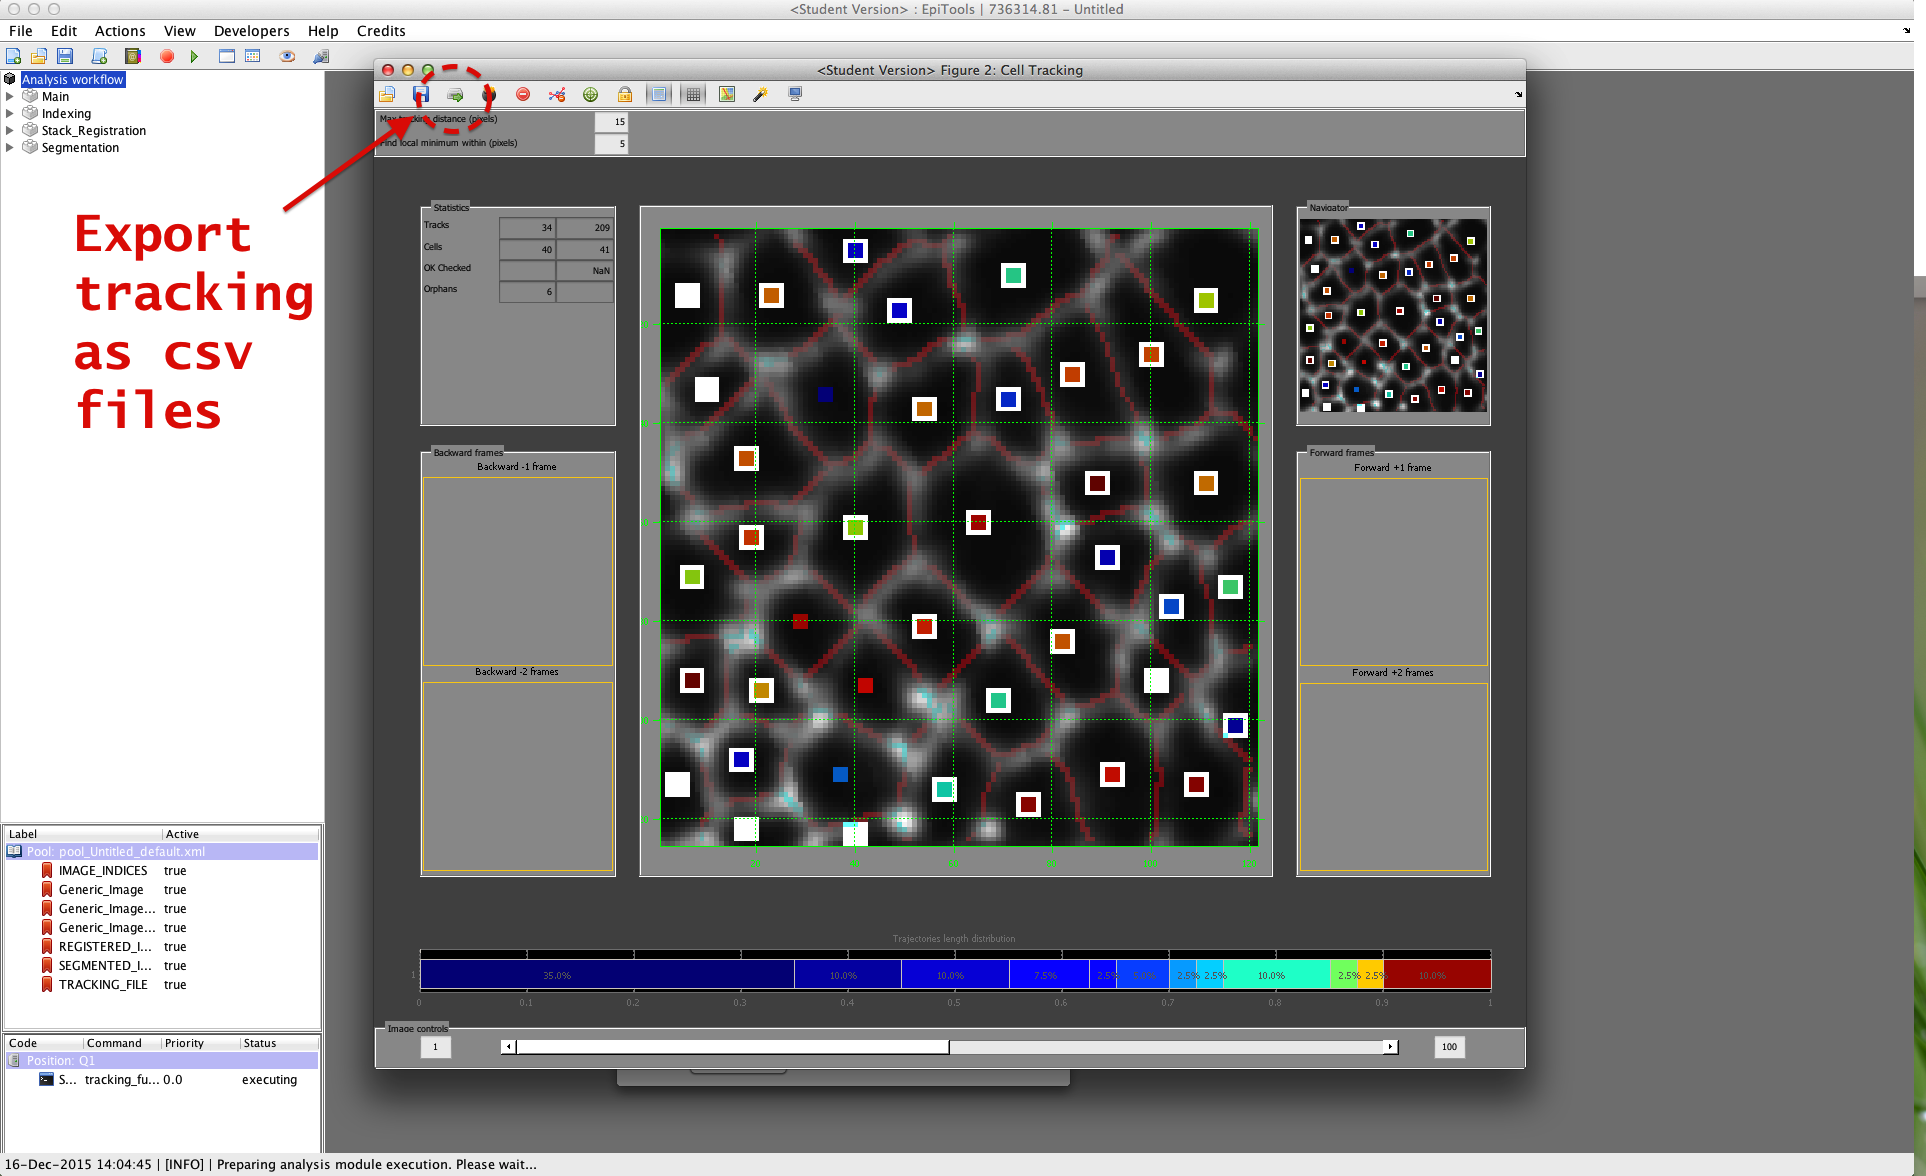 <Student Version> : EpiTools | 736314.81 - Untitled
File Edit Actions View Developers Help Credits
Analysis workflow
Main
Indexing
Stack_Registration
Segmentation
Export
tracking
as csv
files
<Student Version> Figure 2: Cell Tracking
Max tracking distance (pixels) 15
Find local minimum within (pixels) 5
Statistics
Tracks 34 209
Cells 40 41
OK Checked NaN
Orphans 6
Backward frames
Backward -1 frame
Backward -2 frames
Navigator
Forward frames
Forward +1 frame
Forward +2 frames
20 40 60 80 100 120
Trajectories length distribution
1 35.0% 10.0% 10.0% 7.5% 2.5% 5.0% 2.5% 2.5% 10.0% 2.5% 2.5% 10.0%
0 0.1 0.2 0.3 0.4 0.5 0.6 0.7 0.8 0.9 1
Image controls
1 100
Label Active
Pool: pool_Untitled_default.xml
IMAGE_INDICES true
Generic_Image true
Generic_Image... true
Generic_Image... true
REGISTERED_I... true
SEGMENTED_I... true
TRACKING_FILE true
Code Command Priority Status
Position: Q1
S... tracking_fu... 0.0 executing
16-Dec-2015 14:04:45 | [INFO] | Preparing analysis module execution. Please wait...